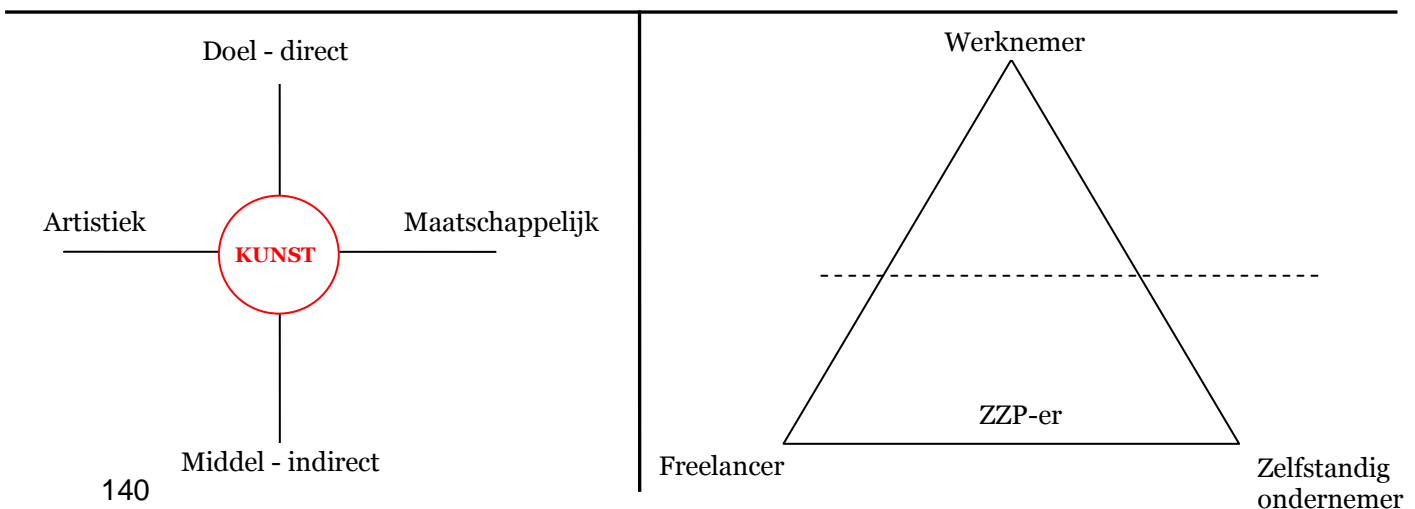 Doel - direct
Artistiek
Maatschappelijk
KUNST
Middel - indirect
140
Werknemer
ZZP-er
Freelancer
Zelfstandig
ondernemer